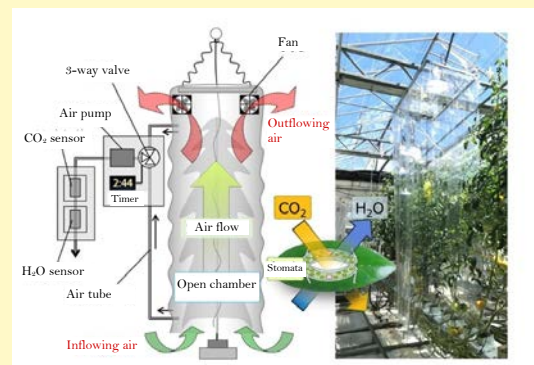 Fan
3-way valve
Air pump
CO₂ sensor
Outflowing
air
2:44
Timer
CO₂
H₂O
Air flow
Stomata
H₂O sensor
Open chamber
Air tube
Inflowing air